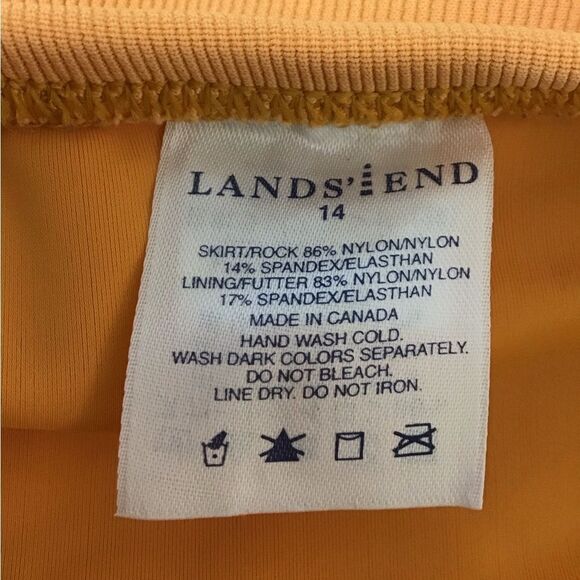 LANDS' END
14
SKIRT/ROCK 86% NYLON/NYLON
14% SPANDEX/ELASTHAN
LINING/FUTTER 83% NYLON/NYLON
17% SPANDEX/ELASTHAN
MADE IN CANADA
HAND WASH COLD.
WASH DARK COLORS SEPARATELY.
DO NOT BLEACH.
LINE DRY. DO NOT IRON.